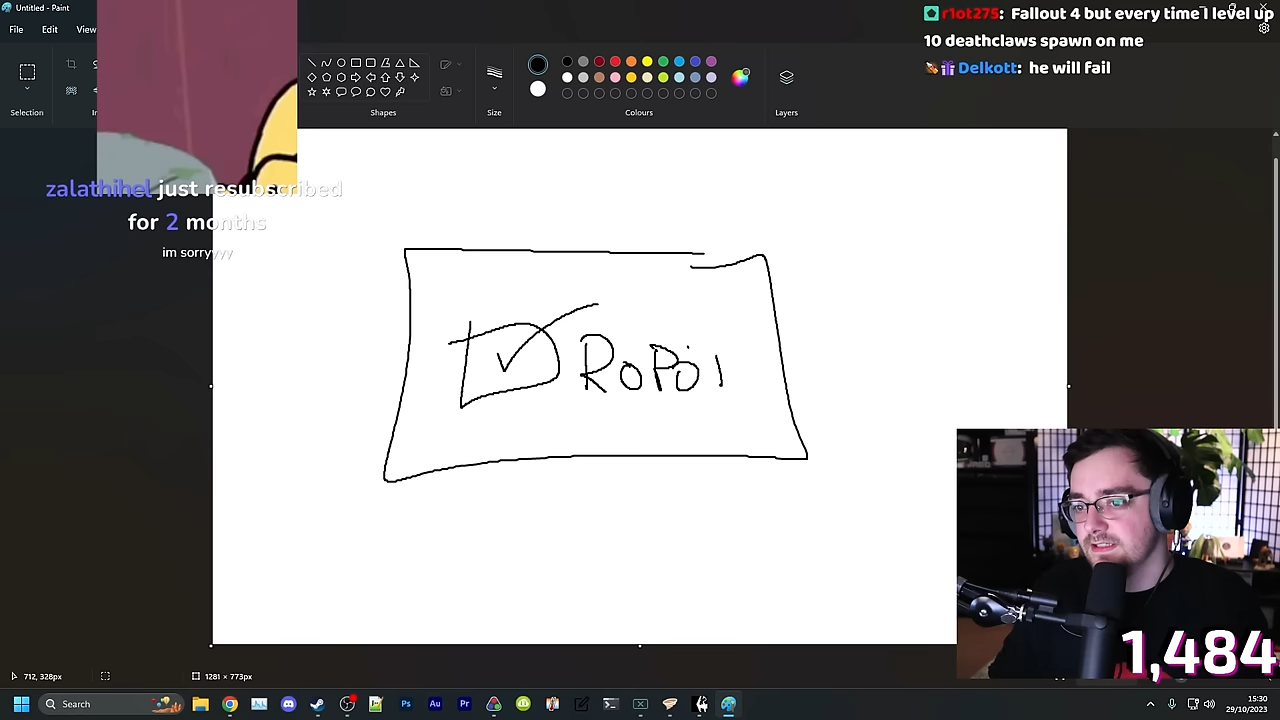 Untitled - Paint
File
Edit
View
Selection
Shapes
Size
Colours
Layers
r1ot275: Fallout 4 but every time I level up
10 deathclaws spawn on me
Delkott: he will fail
zalathihel just resubscribed
for 2 months
im sorryyyy
RoPo1
1,484
712, 328px
1281 × 773px
Search
15:30
29/10/2023